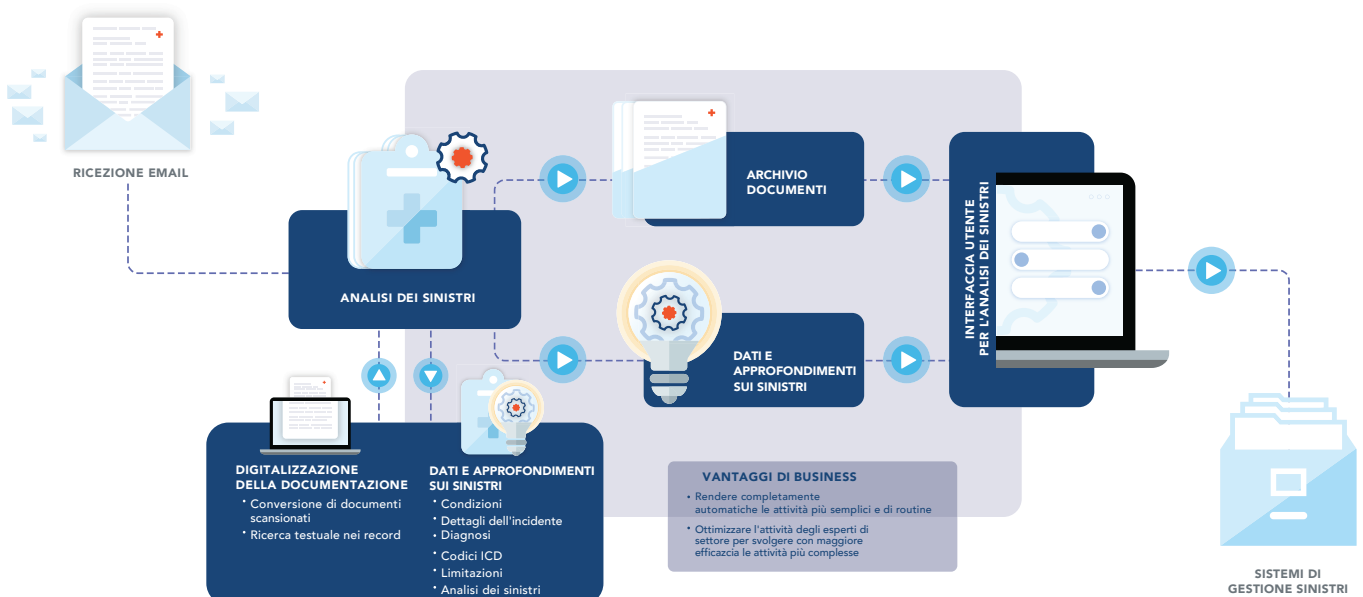 RICEZIONE EMAIL
ANALISI DEI SINISTRI
ARCHIVIO
DOCUMENTI
DATI E
APPROFONDIMENTI
SUI SINISTRI
INTERFACCIA UTENTE
PER L'ANALISI DEI SINISTRI
DIGITALIZZAZIONE
DELLA DOCUMENTAZIONE
• Conversione di documenti
scansionati
• Ricerca testuale nei record
DATI E APPROFONDIMENTI
SUI SINISTRI
• Condizioni
• Dettagli dell'incidente
• Diagnosi
• Codici ICD
• Limitazioni
• Analisi dei sinistri
VANTAGGI DI BUSINESS
• Rendere completamente
automatiche le attività più semplici e di routine
• Ottimizzare l'attività degli esperti di
settore per svolgere con maggiore
efficazcia le attività più complesse
SISTEMI DI
GESTIONE SINISTRI